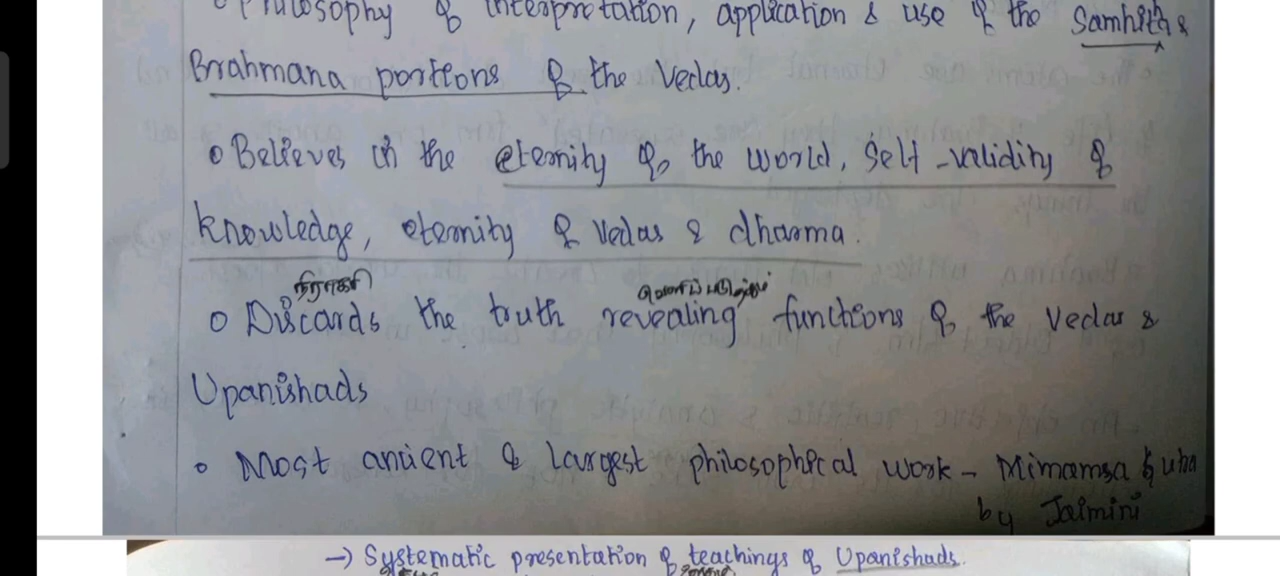 Philosophy of interpretation, application & use of the Samhita &
Brahmana portions of the Vedas.
o Believes in the eternity of the world, Self-validity of
knowledge, eternity of Vedas & dharma.
நிராகரி
o Discards the truth revealing functions of the Vedas &
Upanishads
o Most ancient & largest philosophical work - Mimamsa Sutra
by Jaimini
→ Systematic presentation of teachings of Upanishads.